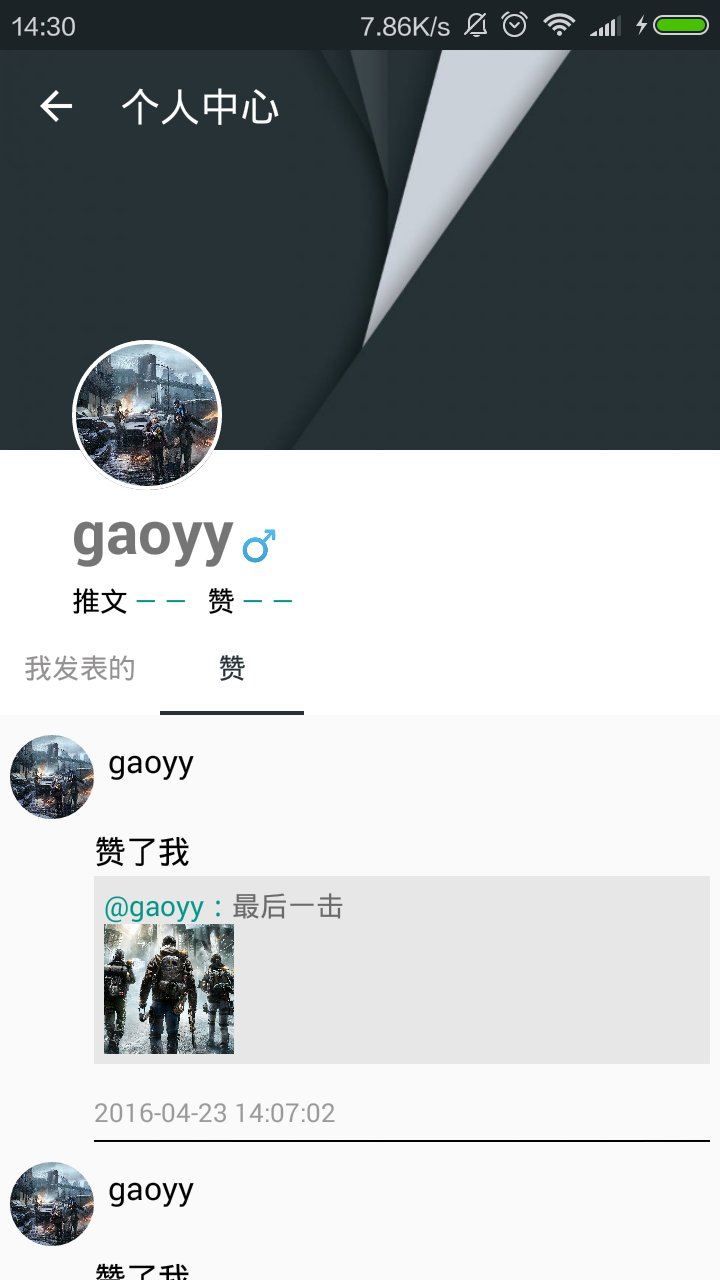 14:30 7.86K/s
个人中心
gaoyy
推文 — — 赞 — —
我发表的 赞
gaoyy
赞了我
@gaoyy：最后一击
2016-04-23 14:07:02
gaoyy
赞了我